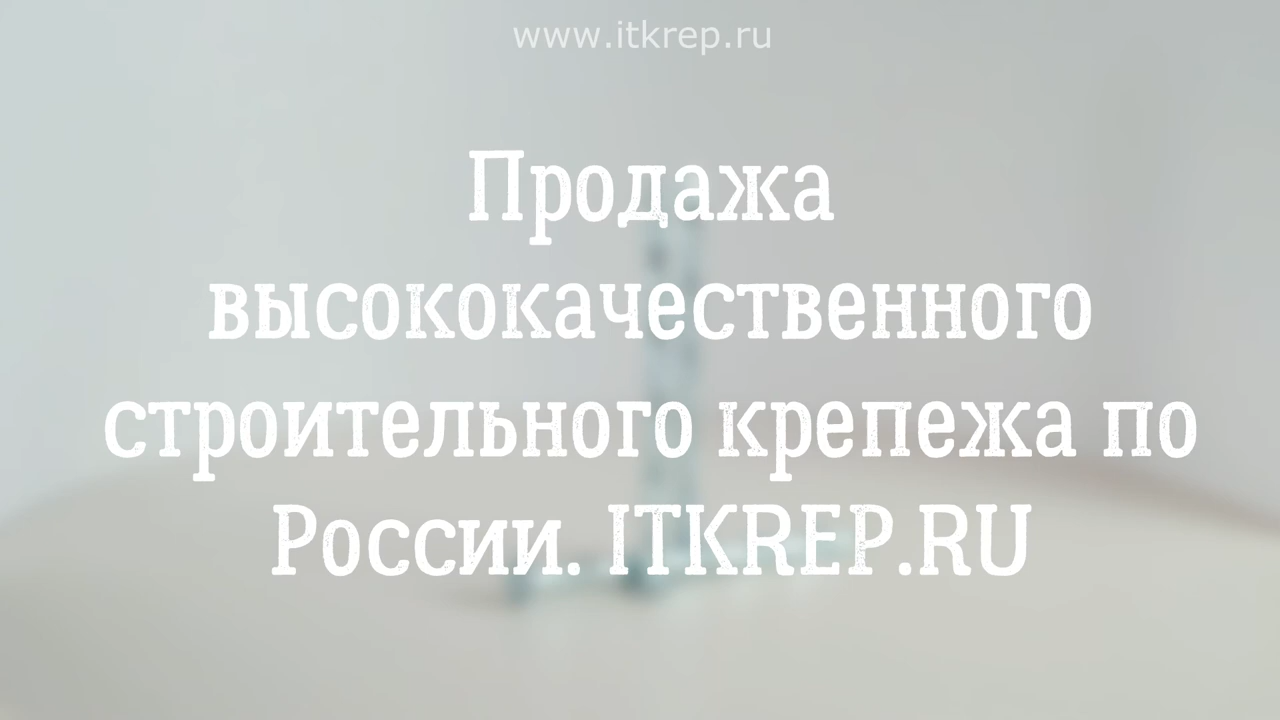 www.itkrep.ru
Продажа
высококачественного
строительного крепежа по
России. ITKREP.RU